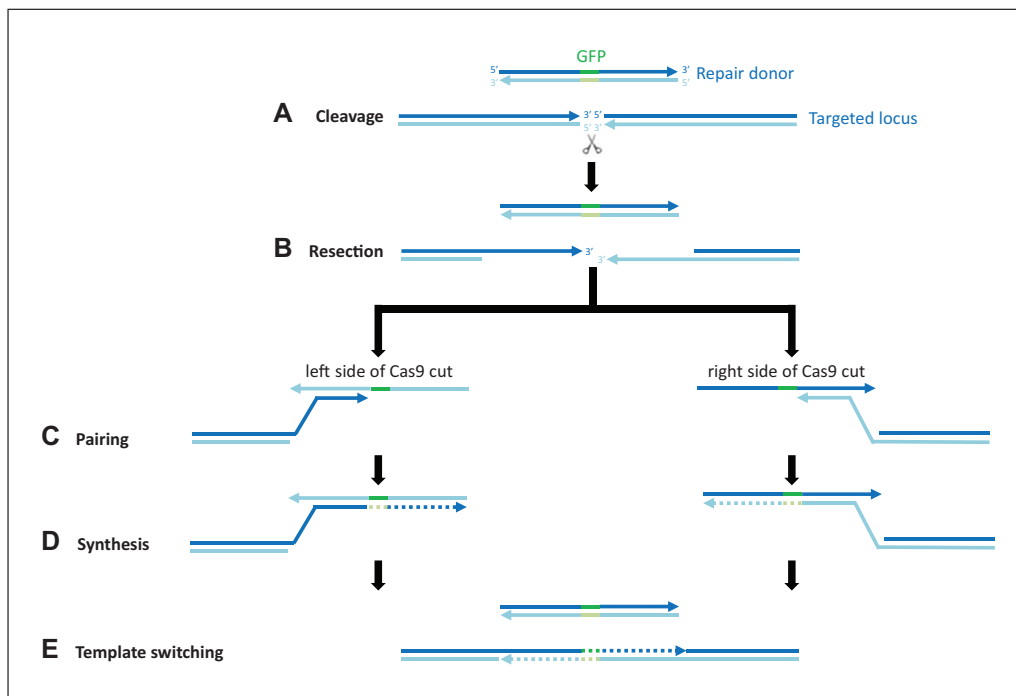 GFP
5’ 3’ Repair donor
3’ 5’
A Cleavage 3’ 5’ Targeted locus
5’ 3’
B Resection 3’
3’
left side of Cas9 cut right side of Cas9 cut
C Pairing
D Synthesis
E Template switching